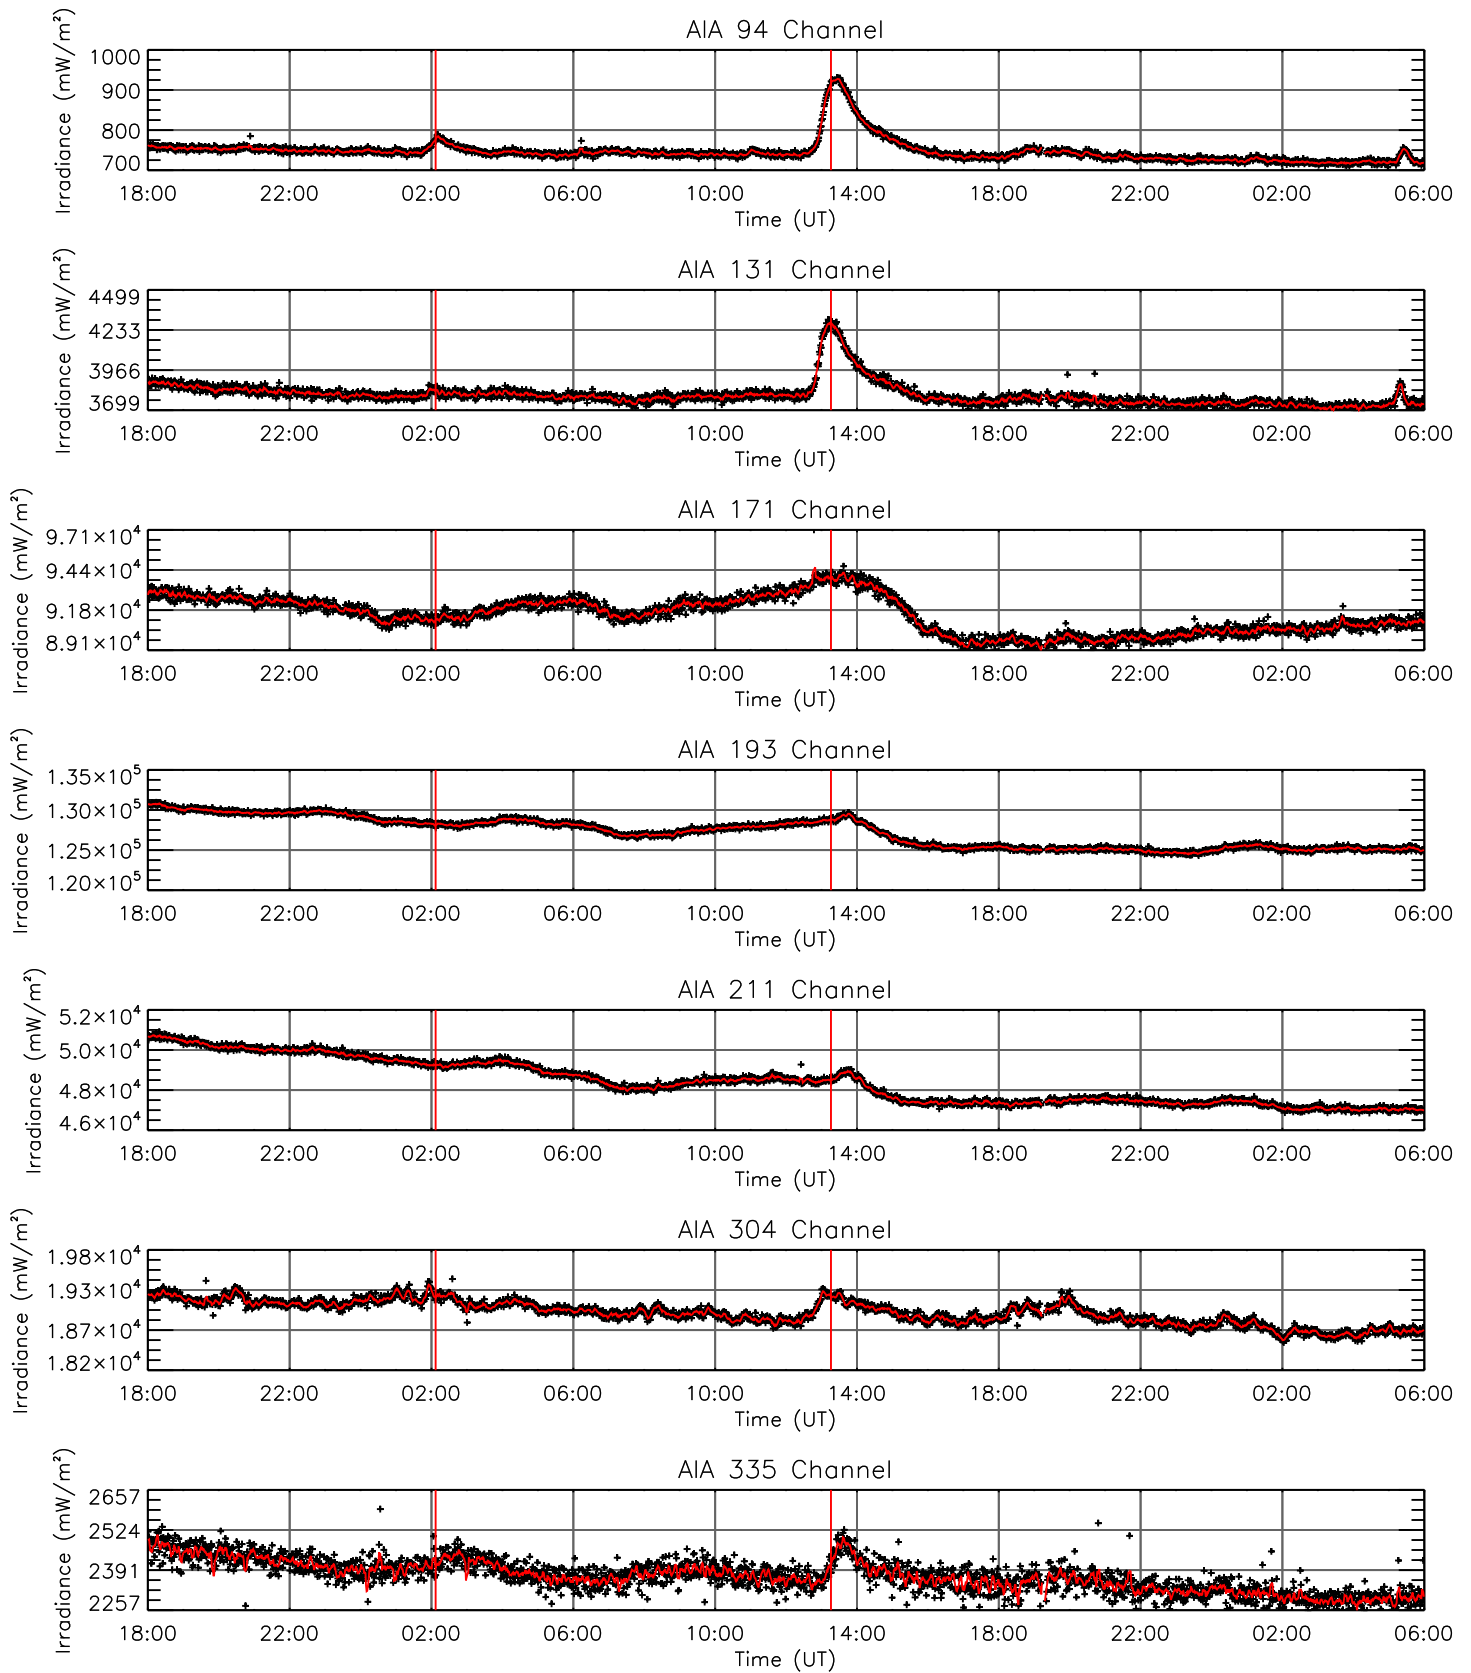 AIA 94 Channel
Irradiance (mW/m²)
1000
900
800
700
18:00 22:00 02:00 06:00 10:00 14:00 18:00 22:00 02:00 06:00
Time (UT)
AIA 131 Channel
Irradiance (mW/m²)
4499
4233
3966
3699
18:00 22:00 02:00 06:00 10:00 14:00 18:00 22:00 02:00 06:00
Time (UT)
AIA 171 Channel
Irradiance (mW/m²)
9.71×10⁴
9.44×10⁴
9.18×10⁴
8.91×10⁴
18:00 22:00 02:00 06:00 10:00 14:00 18:00 22:00 02:00 06:00
Time (UT)
AIA 193 Channel
Irradiance (mW/m²)
1.35×10⁵
1.30×10⁵
1.25×10⁵
1.20×10⁵
18:00 22:00 02:00 06:00 10:00 14:00 18:00 22:00 02:00 06:00
Time (UT)
AIA 211 Channel
Irradiance (mW/m²)
5.2×10⁴
5.0×10⁴
4.8×10⁴
4.6×10⁴
18:00 22:00 02:00 06:00 10:00 14:00 18:00 22:00 02:00 06:00
Time (UT)
AIA 304 Channel
Irradiance (mW/m²)
1.98×10⁴
1.93×10⁴
1.87×10⁴
1.82×10⁴
18:00 22:00 02:00 06:00 10:00 14:00 18:00 22:00 02:00 06:00
Time (UT)
AIA 335 Channel
Irradiance (mW/m²)
2657
2524
2391
2257
18:00 22:00 02:00 06:00 10:00 14:00 18:00 22:00 02:00 06:00
Time (UT)